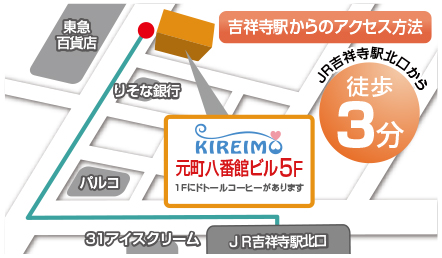 吉祥寺駅からのアクセス方法
東急
百貨店
JR吉祥寺駅北口から
徒歩
3分
りそな銀行
KIREIMO
元町八番館ビル5F
1Fにドトールコーヒーがあります
パルコ
31アイスクリーム
JR吉祥寺駅北口